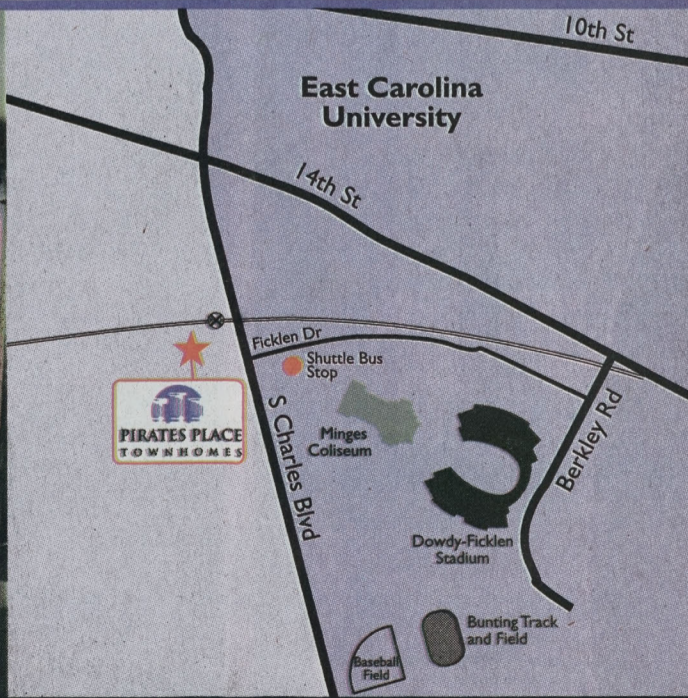 10th St
East Carolina
University
14th St
Ficklen Dr
Shuttle Bus
Stop
PIRATES PLACE
TOWNHOMES
S Charles Blvd
Minges
Coliseum
Berkley Rd
Dowdy-Ficklen
Stadium
Bunting Track
and Field
Baseball
Field